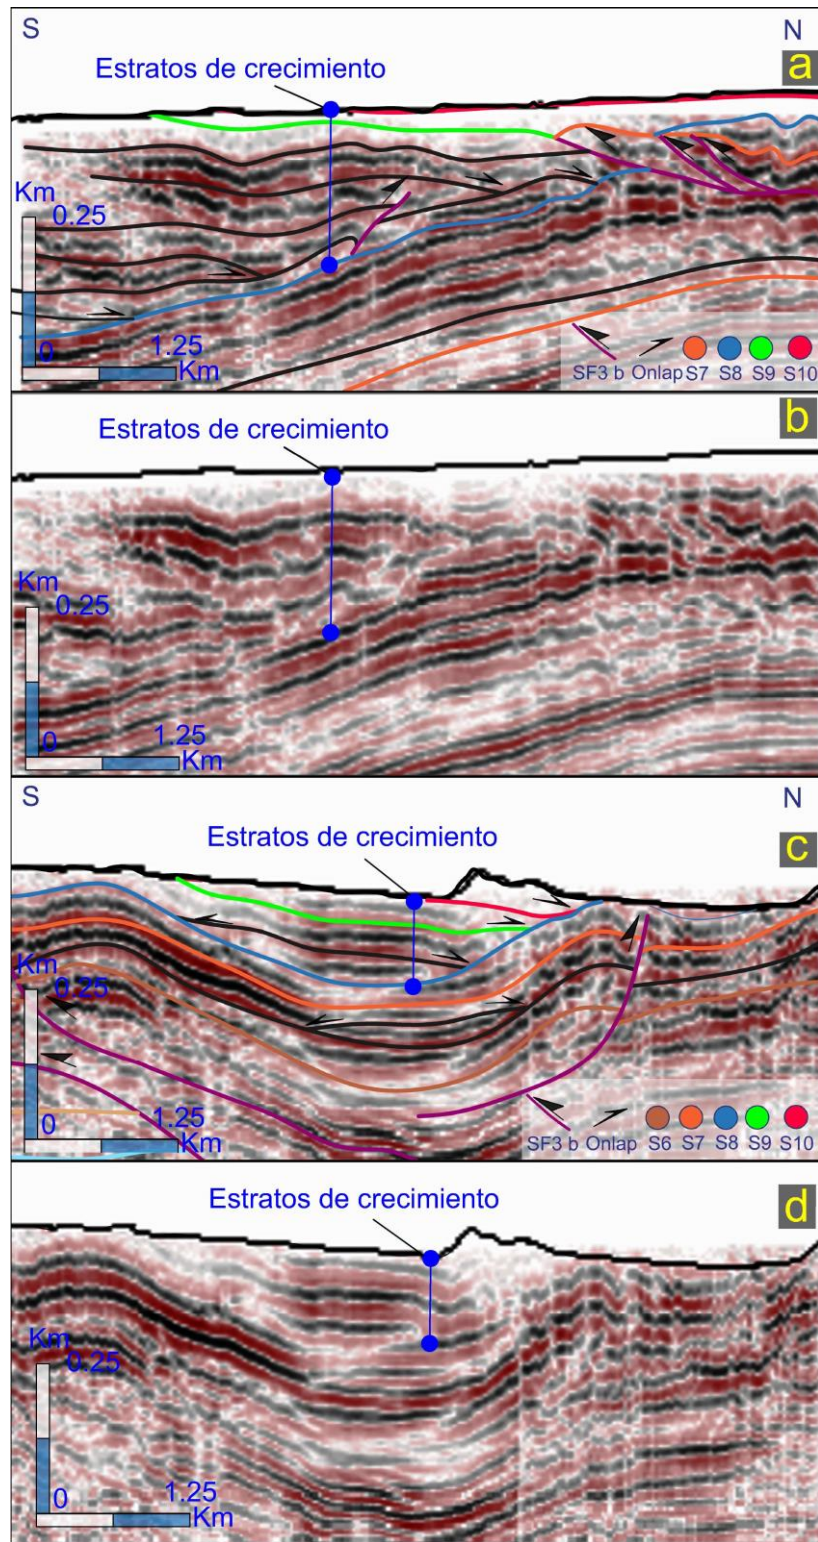 S N
a
Estratos de crecimiento
Km
0.25
0
1.25
Km
SF3 b Onlap S7 S8 S9 S10
b
Estratos de crecimiento
Km
0.25
0
1.25
Km
S N
c
Estratos de crecimiento
Km
0.25
0
1.25
Km
SF3 b Onlap S6 S7 S8 S9 S10
d
Estratos de crecimiento
Km
0.25
0
1.25
Km